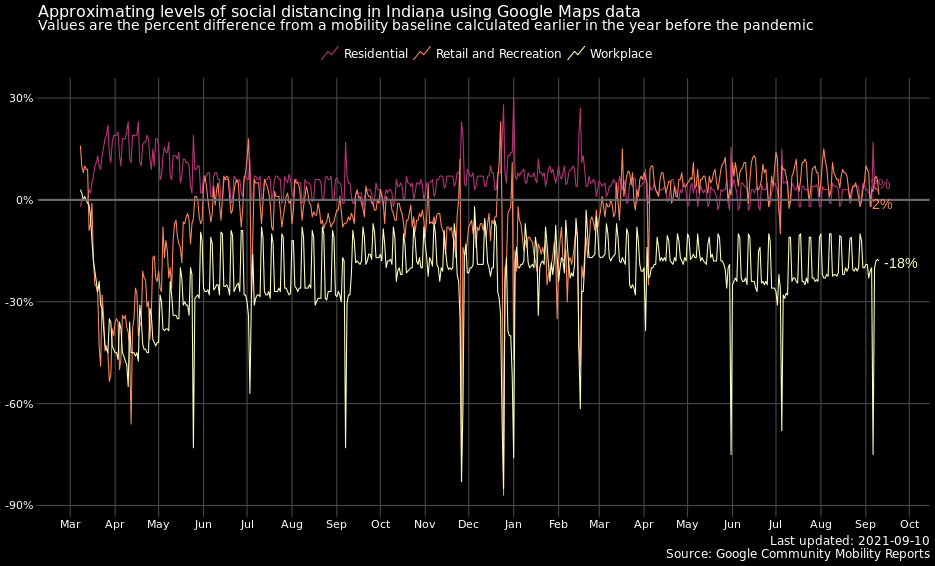 Approximating levels of social distancing in Indiana using Google Maps data
Values are the percent difference from a mobility baseline calculated earlier in the year before the pandemic
Residential Retail and Recreation Workplace
30%
0%
-30%
-60%
-90%
2%
-18%
Mar Apr May Jun Jul Aug Sep Oct Nov Dec Jan Feb Mar Apr May Jun Jul Aug Sep Oct
Last updated: 2021-09-10
Source: Google Community Mobility Reports